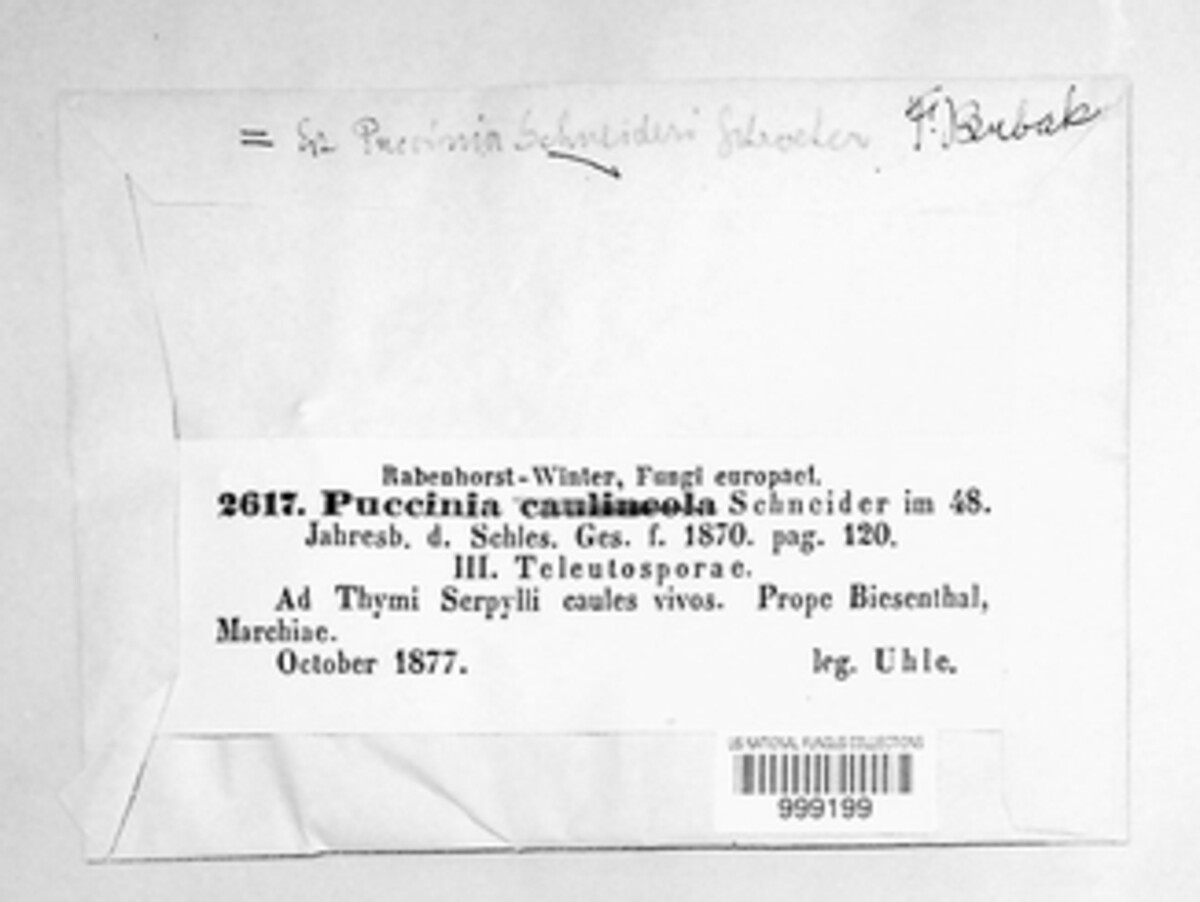 = Puccinia Schneideri Schroeter F. Bubak
Rabenhorst-Winter, Fungi europaei.
2617. Puccinia caulincola Schneider im 48.
Jahresb. d. Schles. Ges. f. 1870. pag. 120.
III. Teleutosporae.
Ad Thymi Serpylli caules vivos. Prope Biesenthal,
Marchiae.
October 1877. leg. Uhle.
US NATIONAL FUNGUS COLLECTIONS
999199